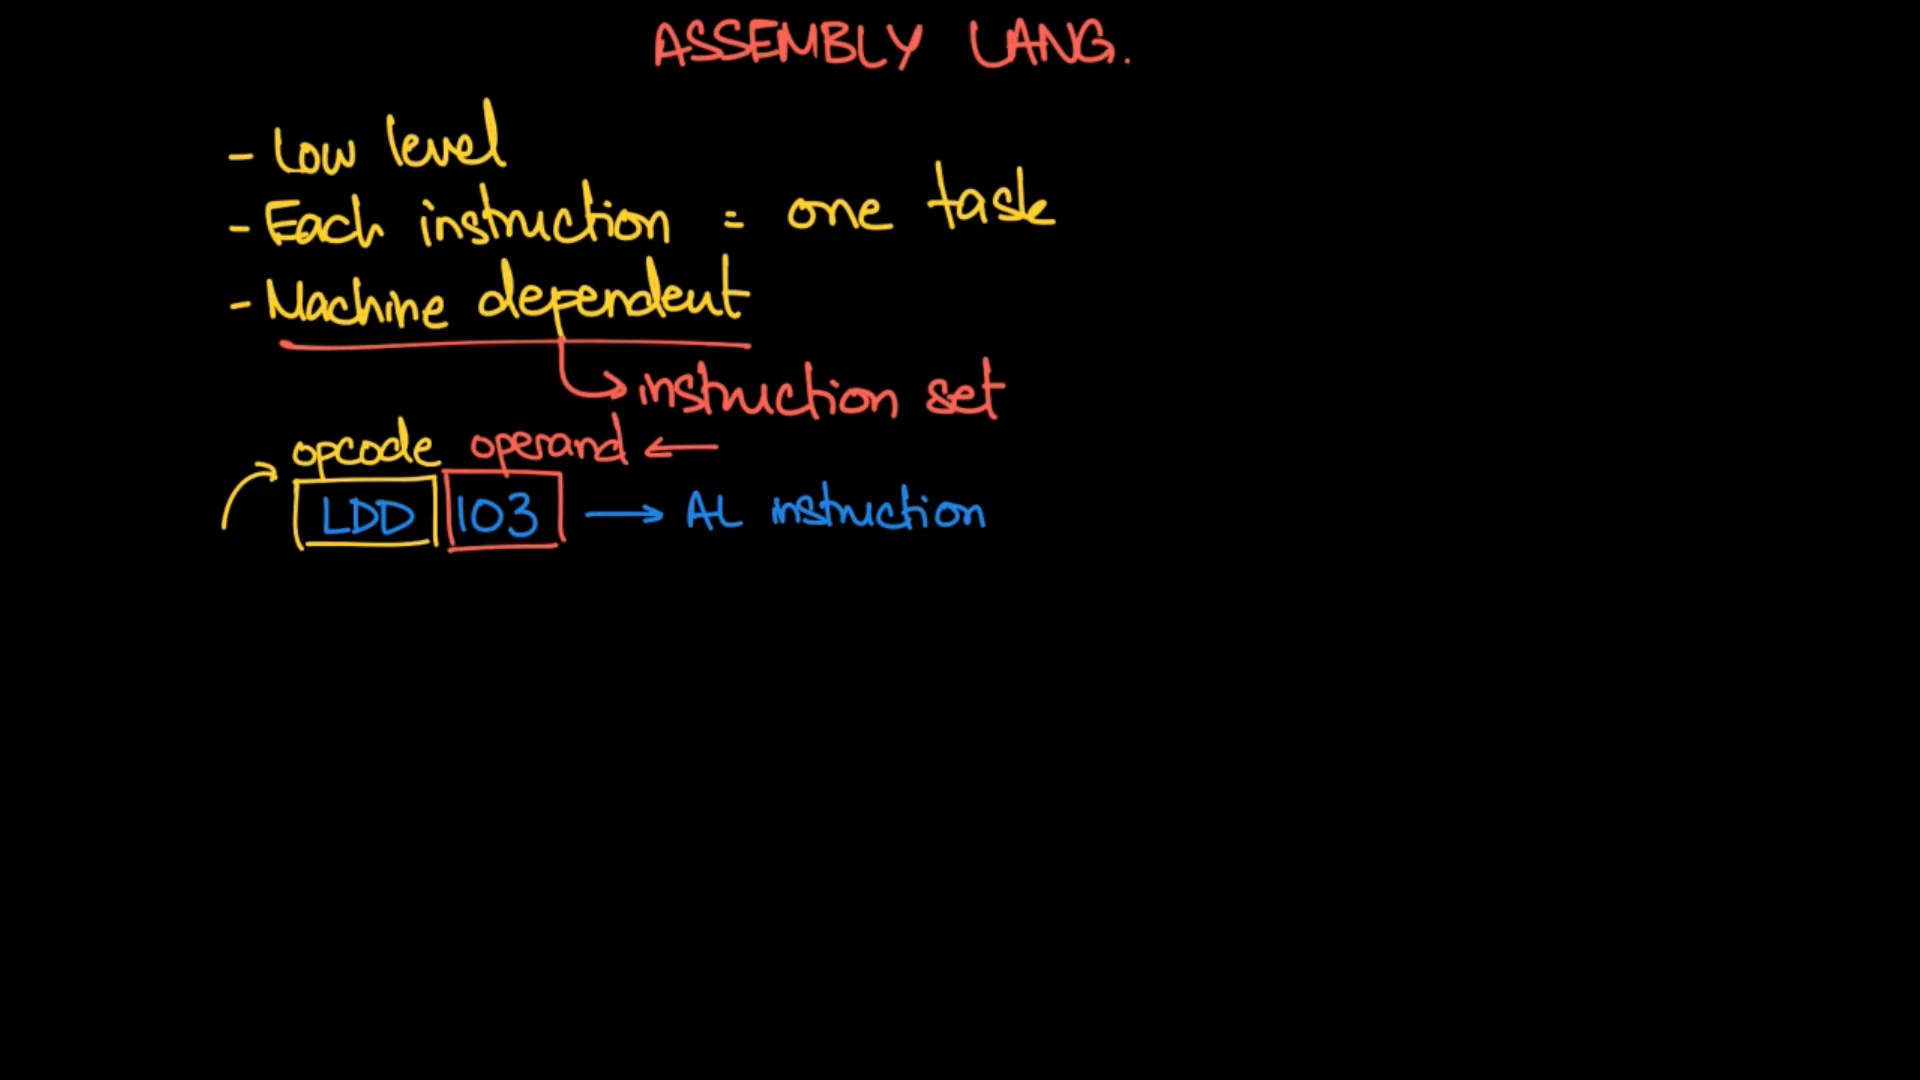 ASSEMBLY LANG.
- Low level
- Each instruction = one task
- Machine dependent
instruction set
opcode operand
LDD 103 → AL instruction